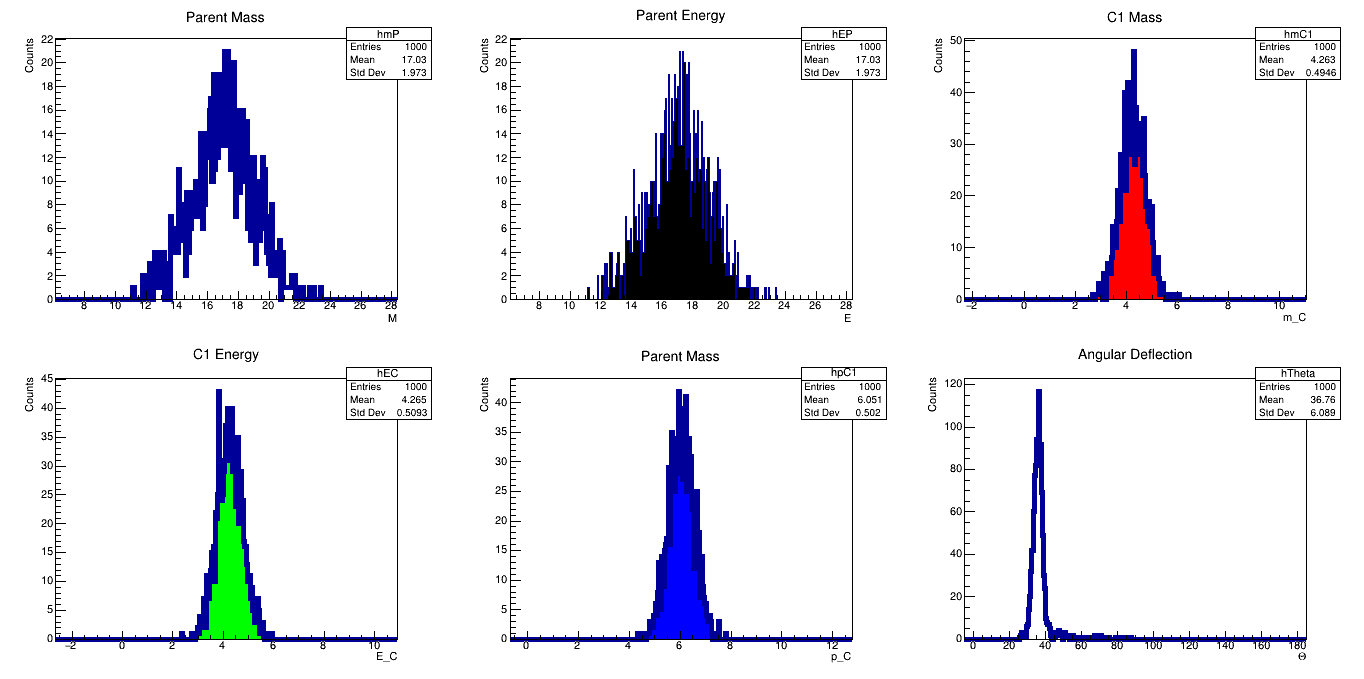 Parent Mass
Counts
hmP
Entries 1000
Mean 17.03
Std Dev 1.973
22
20
18
16
14
12
10
8
6
4
2
0
8 10 12 14 16 18 20 22 24 26 28
M
Parent Energy
Counts
hEP
Entries 1000
Mean 17.03
Std Dev 1.973
22
20
18
16
14
12
10
8
6
4
2
0
8 10 12 14 16 18 20 22 24 26 28
E
C1 Mass
Counts
hmC1
Entries 1000
Mean 4.263
Std Dev 0.4946
50
40
30
20
10
0
−2 0 2 4 6 8 10
m_C
C1 Energy
Counts
hEC
Entries 1000
Mean 4.265
Std Dev 0.5093
45
40
35
30
25
20
15
10
5
0
−2 0 2 4 6 8 10
E_C
Parent Mass
Counts
hpC1
Entries 1000
Mean 6.051
Std Dev 0.502
40
35
30
25
20
15
10
5
0
0 2 4 6 8 10 12
p_C
Angular Deflection
Counts
hTheta
Entries 1000
Mean 36.76
Std Dev 6.089
120
100
80
60
40
20
0
0 20 40 60 80 100 120 140 160 180
Θ